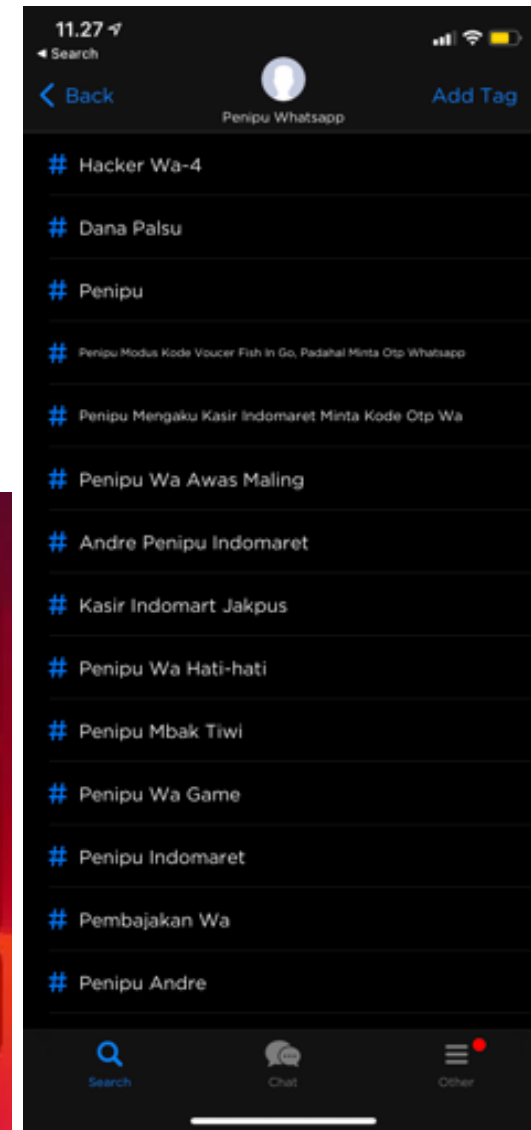 11.27
Search
Back
Penipu Whatsapp
Add Tag
# Hacker Wa-4
# Dana Palsu
# Penipu
# Penipu Modus Kode Voucer Fish In Go, Padahal Minta Otp Whatsapp
# Penipu Mengaku Kasir Indomaret Minta Kode Otp Wa
# Penipu Wa Awas Maling
# Andre Penipu Indomaret
# Kasir Indomart Jakpus
# Penipu Wa Hati-hati
# Penipu Mbak Tiwi
# Penipu Wa Game
# Penipu Indomaret
# Pembajakan Wa
# Penipu Andre
Search
Chat
Other